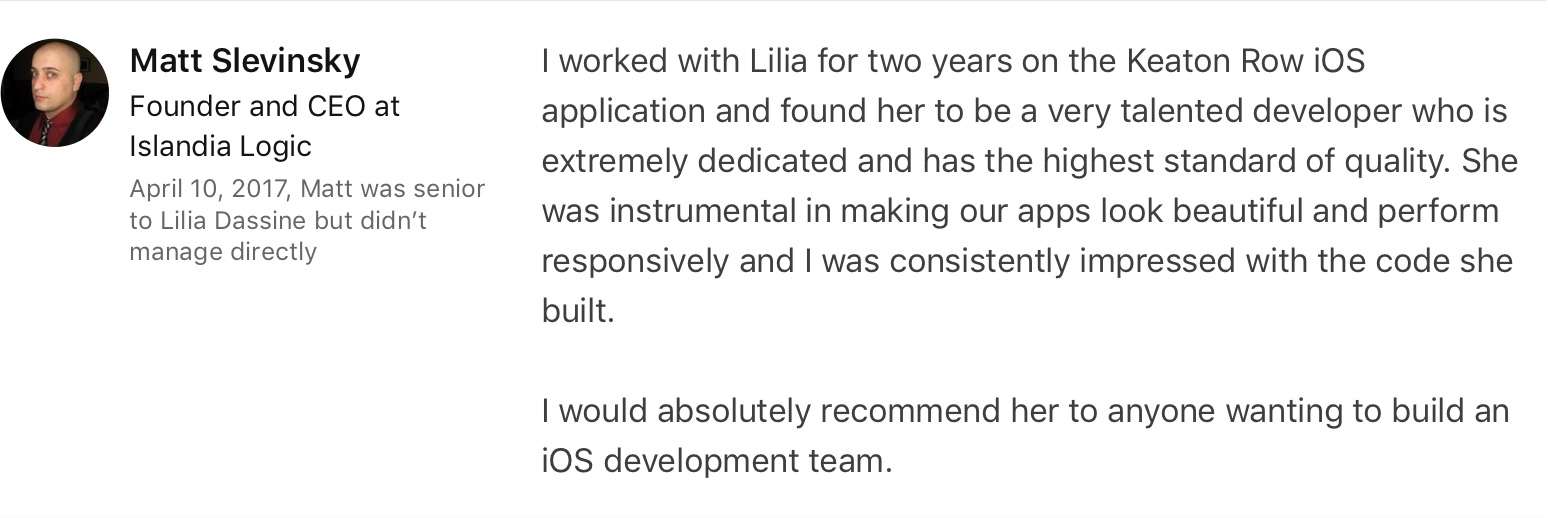 Matt Slevinsky
Founder and CEO at
Islandia Logic
April 10, 2017, Matt was senior
to Lilia Dassine but didn’t
manage directly
I worked with Lilia for two years on the Keaton Row iOS
application and found her to be a very talented developer who is
extremely dedicated and has the highest standard of quality. She
was instrumental in making our apps look beautiful and perform
responsively and I was consistently impressed with the code she
built.
I would absolutely recommend her to anyone wanting to build an
iOS development team.